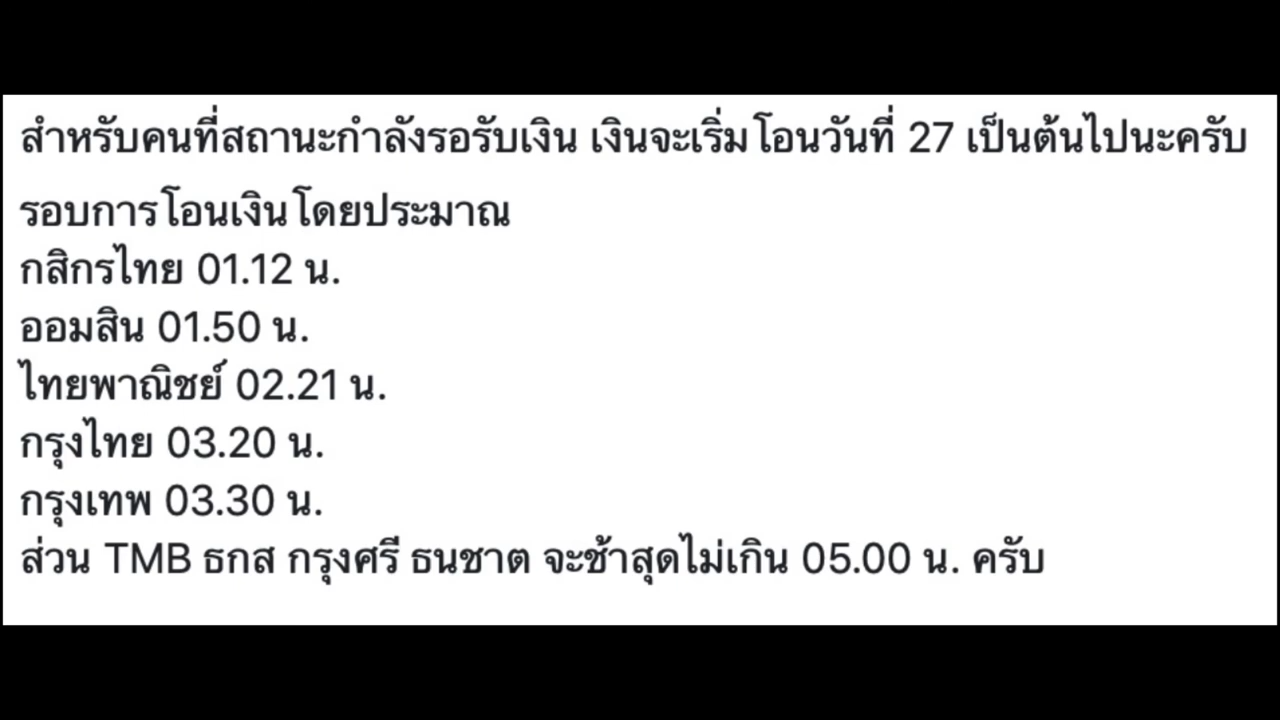 สำหรับคนที่สถานะกำลังรอรับเงิน เงินจะเริ่มโอนวันที่ 27 เป็นต้นไปนะครับ
รอบการโอนเงินโดยประมาณ
กสิกรไทย 01.12 น.
ออมสิน 01.50 น.
ไทยพาณิชย์ 02.21 น.
กรุงไทย 03.20 น.
กรุงเทพ 03.30 น.
ส่วน TMB ธกส กรุงศรี ธนชาต จะช้าสุดไม่เกิน 05.00 น. ครับ